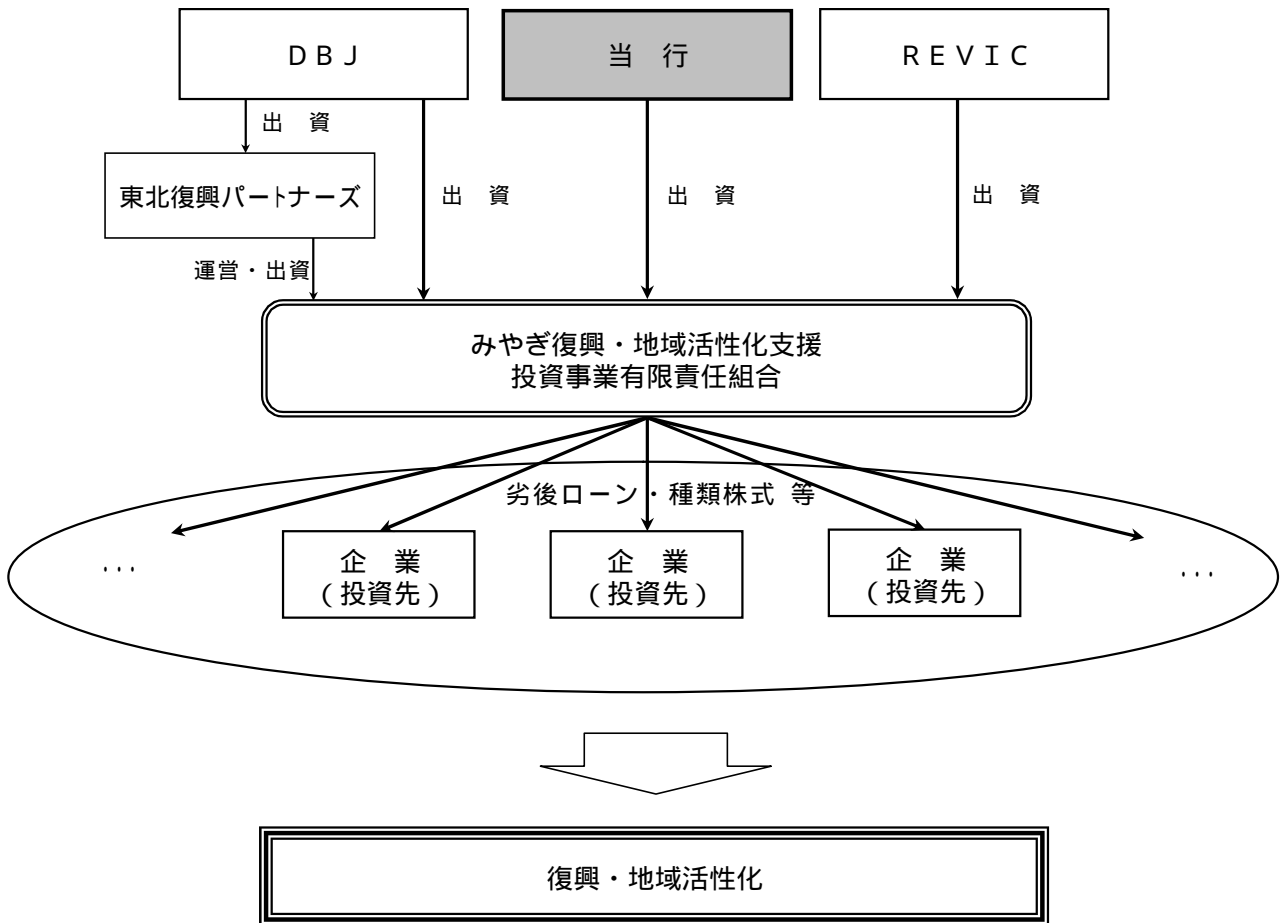 ＤＢＪ
当　行
ＲＥＶＩＣ
出　資
東北復興パートナーズ
出　資
出　資
出　資
運営・出資
みやぎ復興・地域活性化支援
投資事業有限責任組合
劣後ローン・種類株式 等
…
企　業
（投資先）
企　業
（投資先）
企　業
（投資先）
…
復興・地域活性化